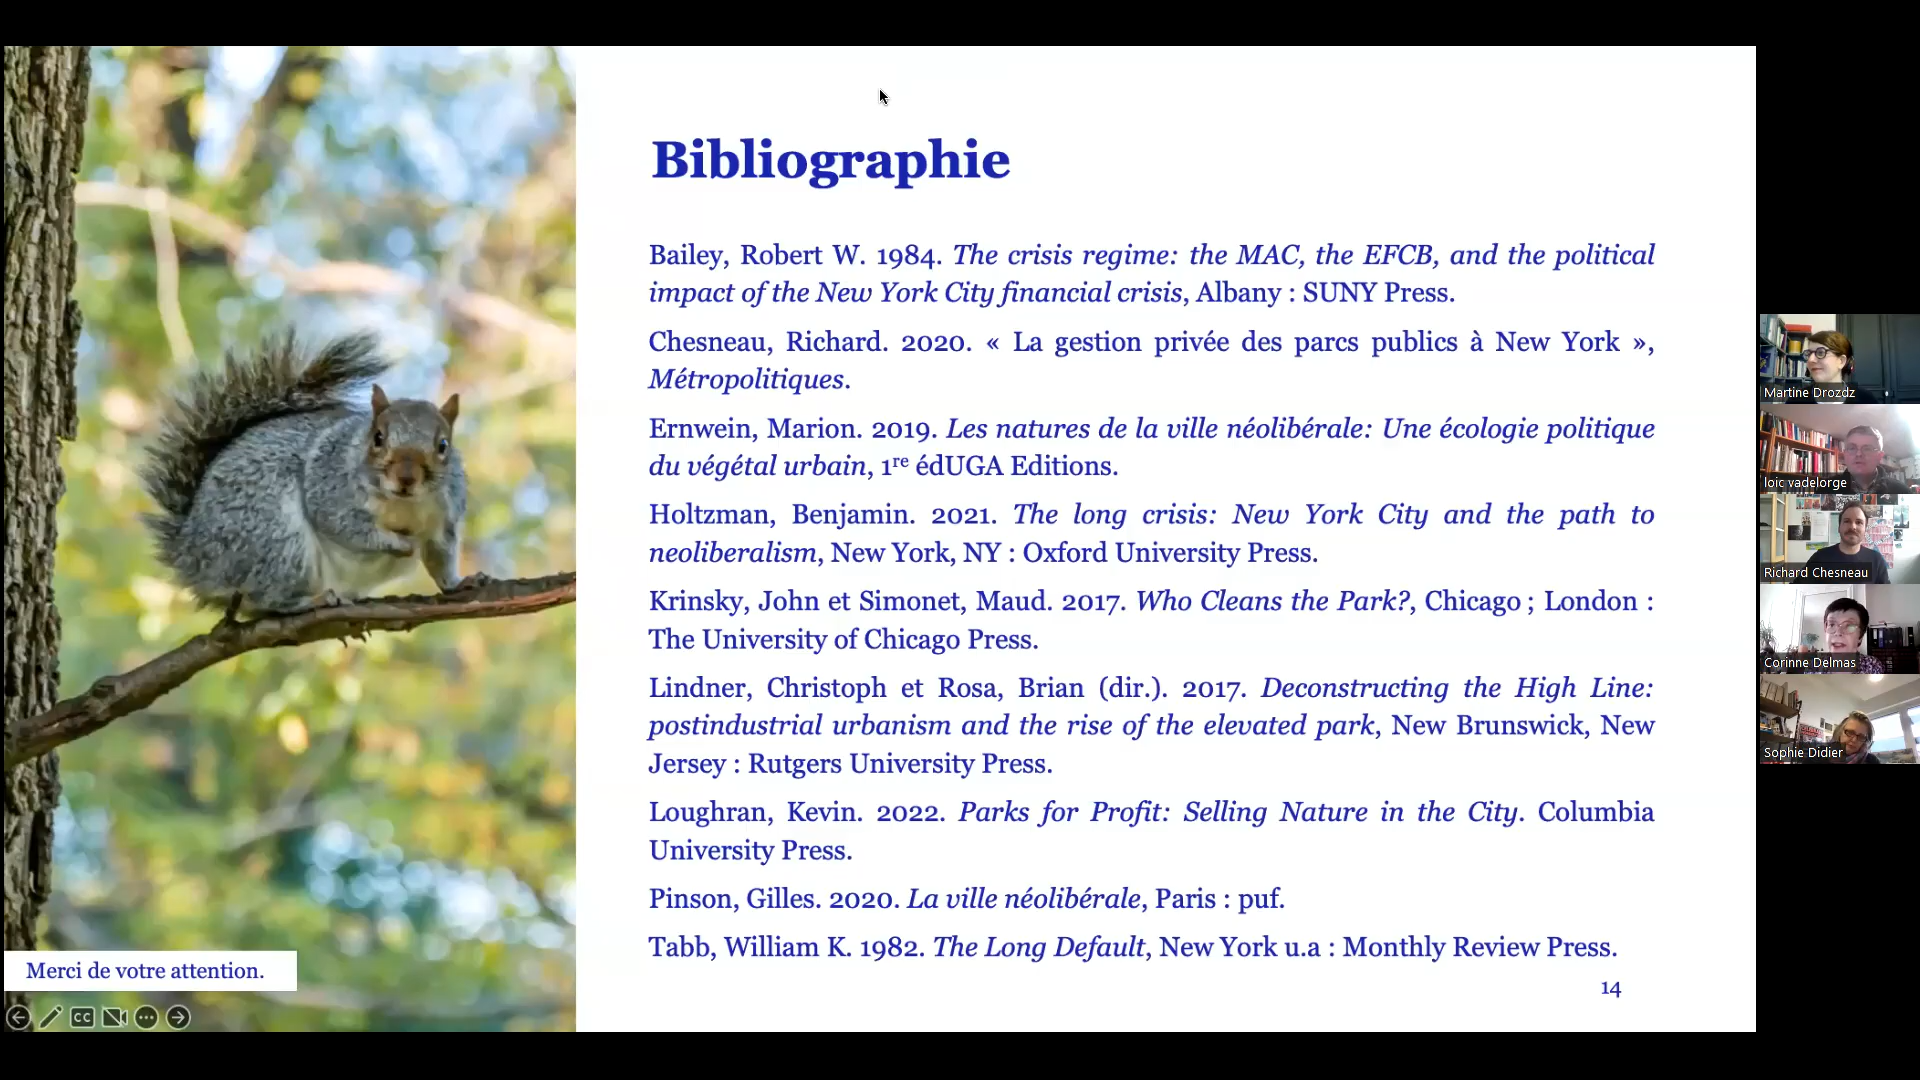 Bibliographie
Bailey, Robert W. 1984. The crisis regime: the MAC, the EFCB, and the political
impact of the New York City financial crisis, Albany : SUNY Press.
Chesneau, Richard. 2020. « La gestion privée des parcs publics à New York »,
Métropolitiques.
Ernwein, Marion. 2019. Les natures de la ville néolibérale: Une écologie politique
du végétal urbain, 1re édUGA Editions.
Holtzman, Benjamin. 2021. The long crisis: New York City and the path to
neoliberalism, New York, NY : Oxford University Press.
Krinsky, John et Simonet, Maud. 2017. Who Cleans the Park?, Chicago ; London :
The University of Chicago Press.
Lindner, Christoph et Rosa, Brian (dir.). 2017. Deconstructing the High Line:
postindustrial urbanism and the rise of the elevated park, New Brunswick, New
Jersey : Rutgers University Press.
Loughran, Kevin. 2022. Parks for Profit: Selling Nature in the City. Columbia
University Press.
Pinson, Gilles. 2020. La ville néolibérale, Paris : puf.
Tabb, William K. 1982. The Long Default, New York u.a : Monthly Review Press.
14
Merci de votre attention.
CC
Martine Drozdz
loic vadelorge
Richard Chesneau
Corinne Delmas
Sophie Didier